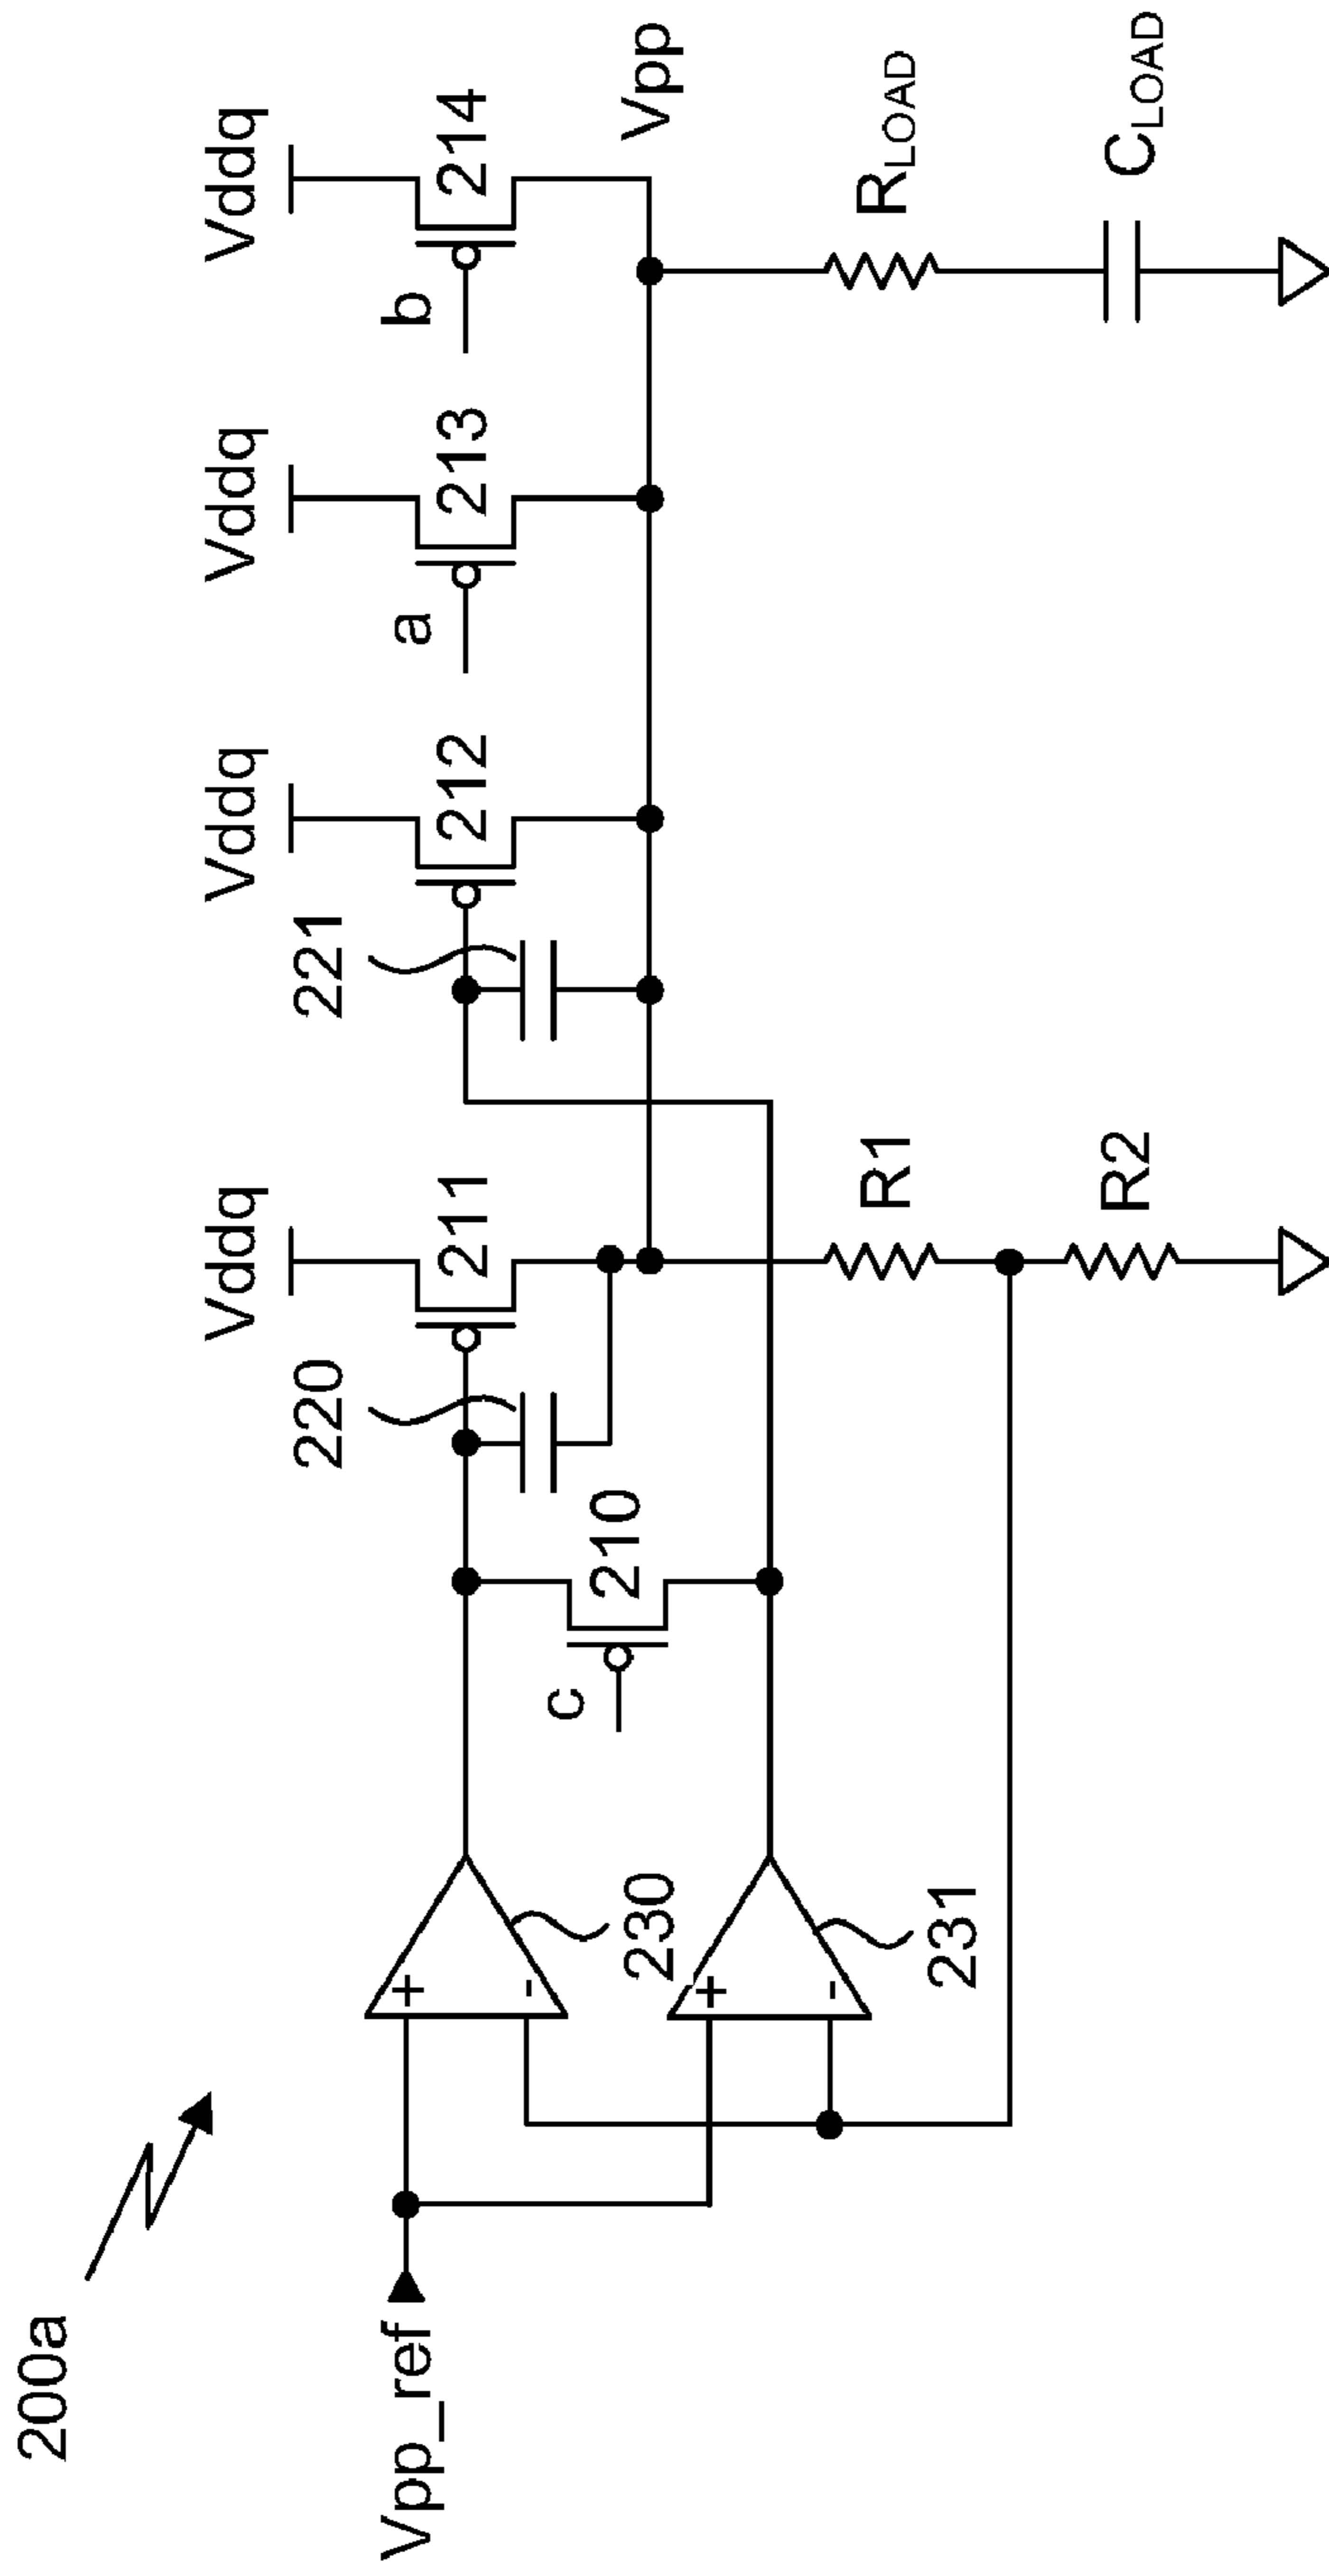 200a
Vpp_ref
+
-
230
+
-
231
c
210
220
Vddq
211
221
Vddq
212
a
Vddq
213
b
Vddq
214
Vpp
R1
R2
RLOAD
CLOAD